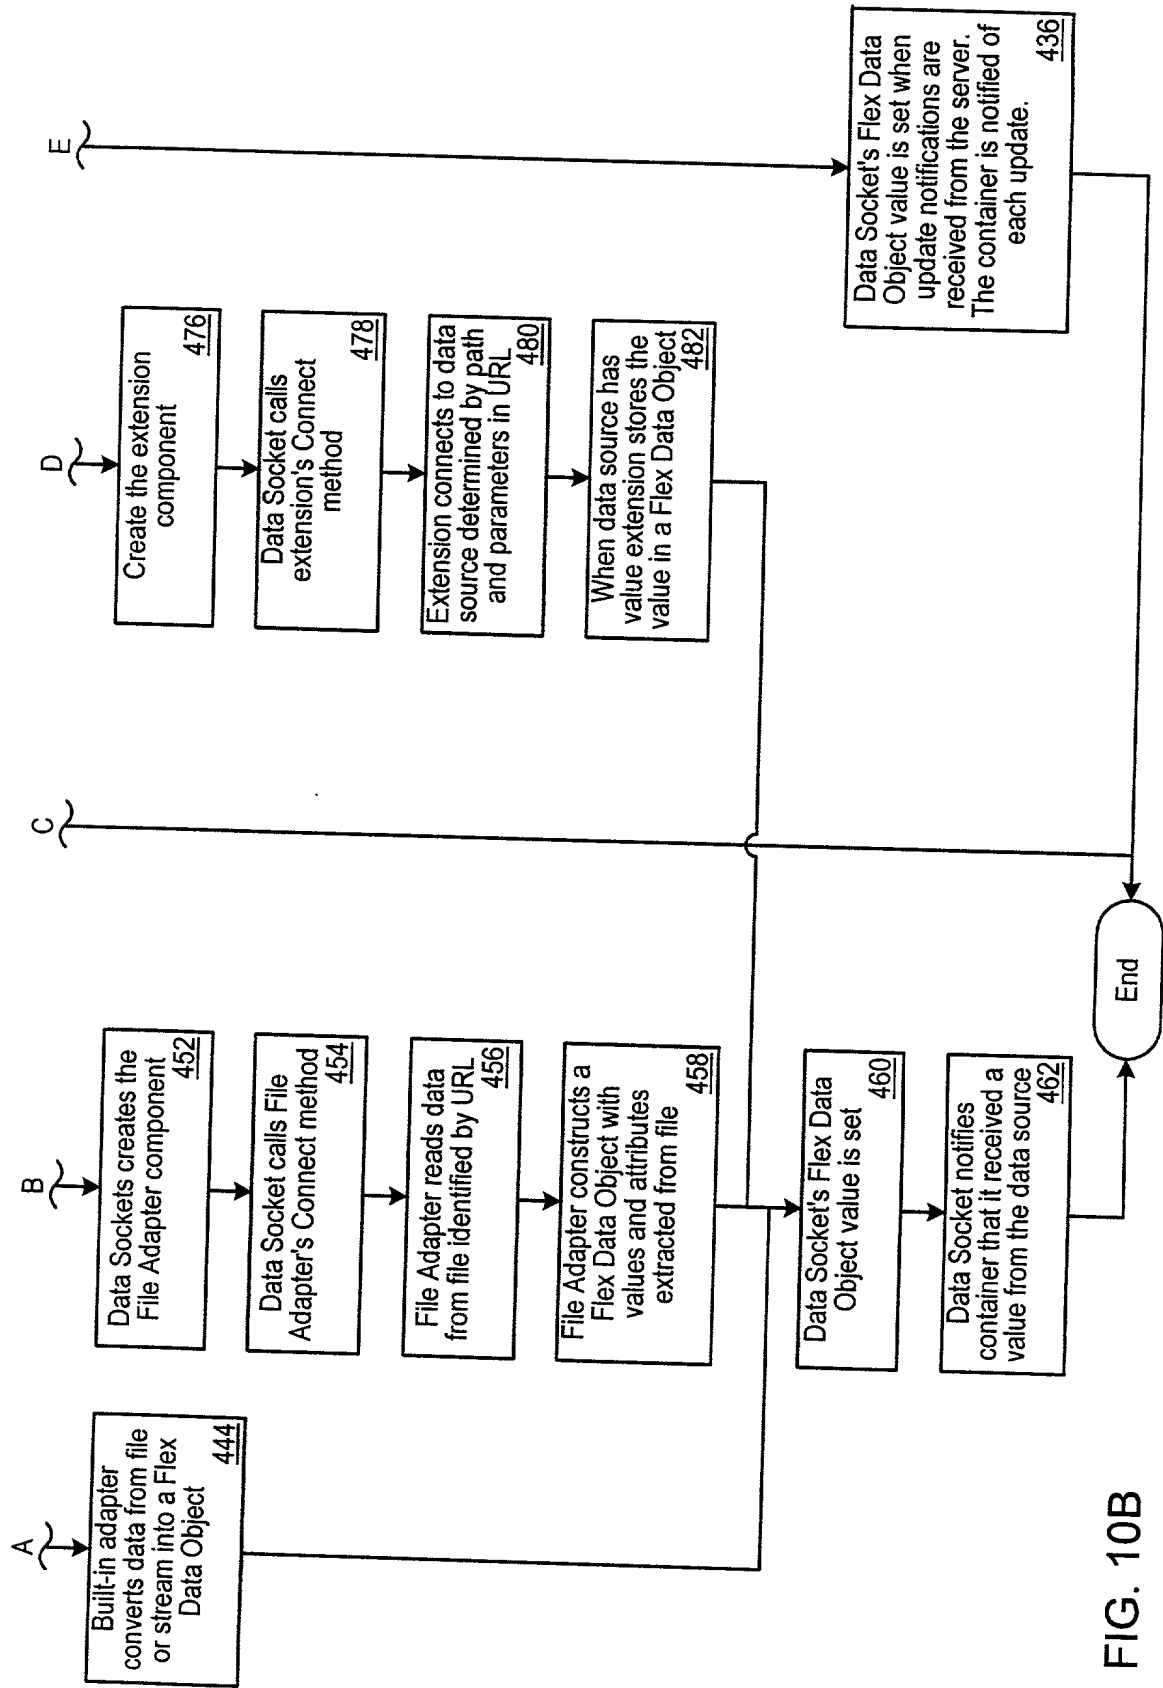 A
Built-in adapter
converts data from file
or stream into a Flex
Data Object
444
B
Data Sockets creates the
File Adapter component
452
Data Socket calls File
Adapter's Connect method
454
File Adapter reads data
from file identified by URL
456
File Adapter constructs a
Flex Data Object with
values and attributes
extracted from file
458
Data Socket's Flex Data
Object value is set
460
Data Socket notifies
container that it received a
value from the data source
462
C
D
Create the extension
component
476
Data Socket calls
extension's Connect
method
478
Extension connects to data
source determined by path
and parameters in URL
480
When data source has
value extension stores the
value in a Flex Data Object
482
E
Data Socket's Flex Data
Object value is set when
update notifications are
received from the server.
The container is notified of
each update.
436
End
FIG. 10B